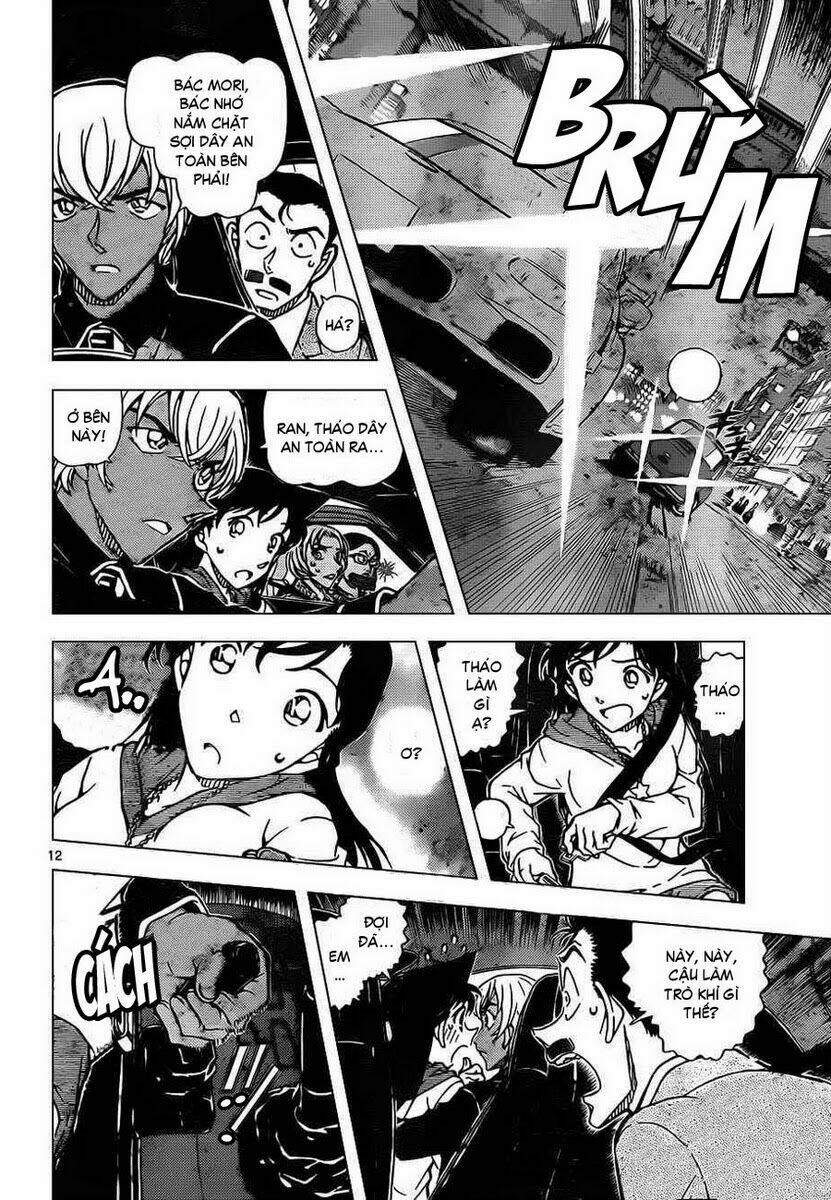 BRỪM
BÁC MORI,
BÁC NHỚ
NẮM CHẶT
SỢI DÂY AN
TOÀN BÊN
PHẢI!
HẢ?
RAN, THÁO DÂY
AN TOÀN RA...
Ở BÊN
NÀY!
THÁO
...
THÁO
LÀM
GÌ
Ạ?
Ơ?
A..
12
NÀY, NÀY,
CẬU LÀM
TRÒ KHỈ GÌ
THẾ?
ĐỢI
ĐÃ...
EM
...
CÁCH
!!